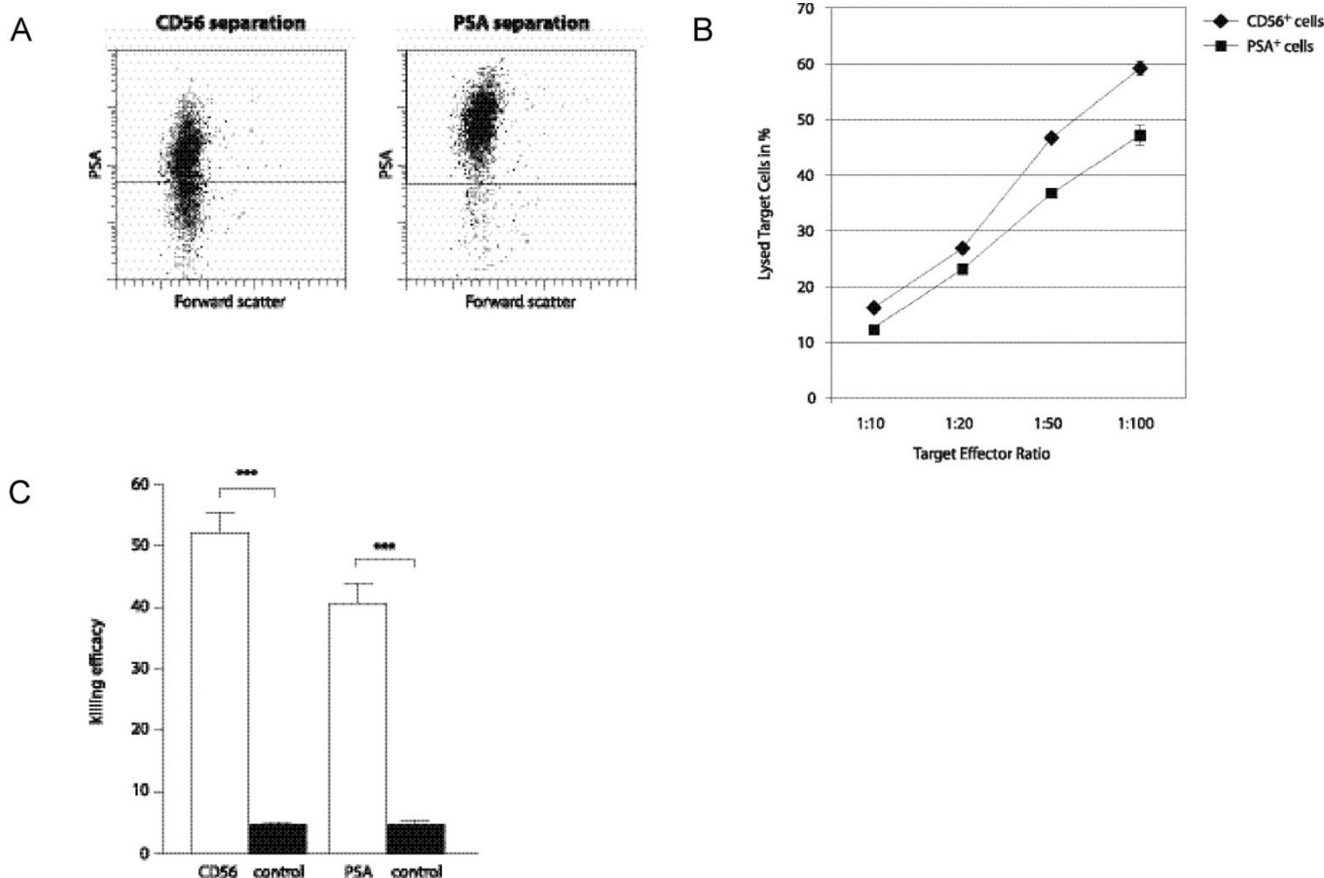 A
CD56 separation
PSA separation
PSA
PSA
Forward scatter
Forward scatter
B
70
60
50
40
30
20
10
0
Lysed Target Cells in %
1:10 1:20 1:50 1:100
Target Effector Ratio
CD56+ cells
PSA+ cells
C
***
***
60
50
40
30
20
10
0
killing efficacy
CD56 control PSA control